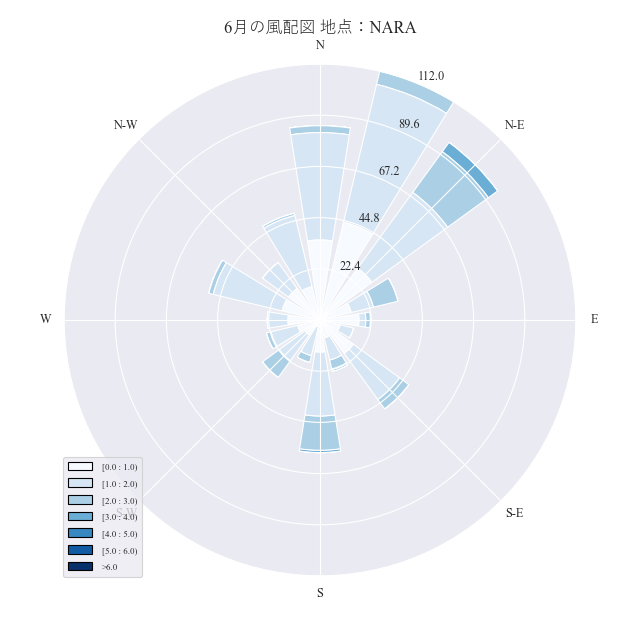 6月の風配図 地点：NARA
N
112.0
N-W
89.6
N-E
67.2
44.8
22.4
W
E
[0.0 : 1.0)
[1.0 : 2.0)
[2.0 : 3.0)
[3.0 : 4.0)
[4.0 : 5.0)
[5.0 : 6.0)
>6.0
S-W
S-E
S